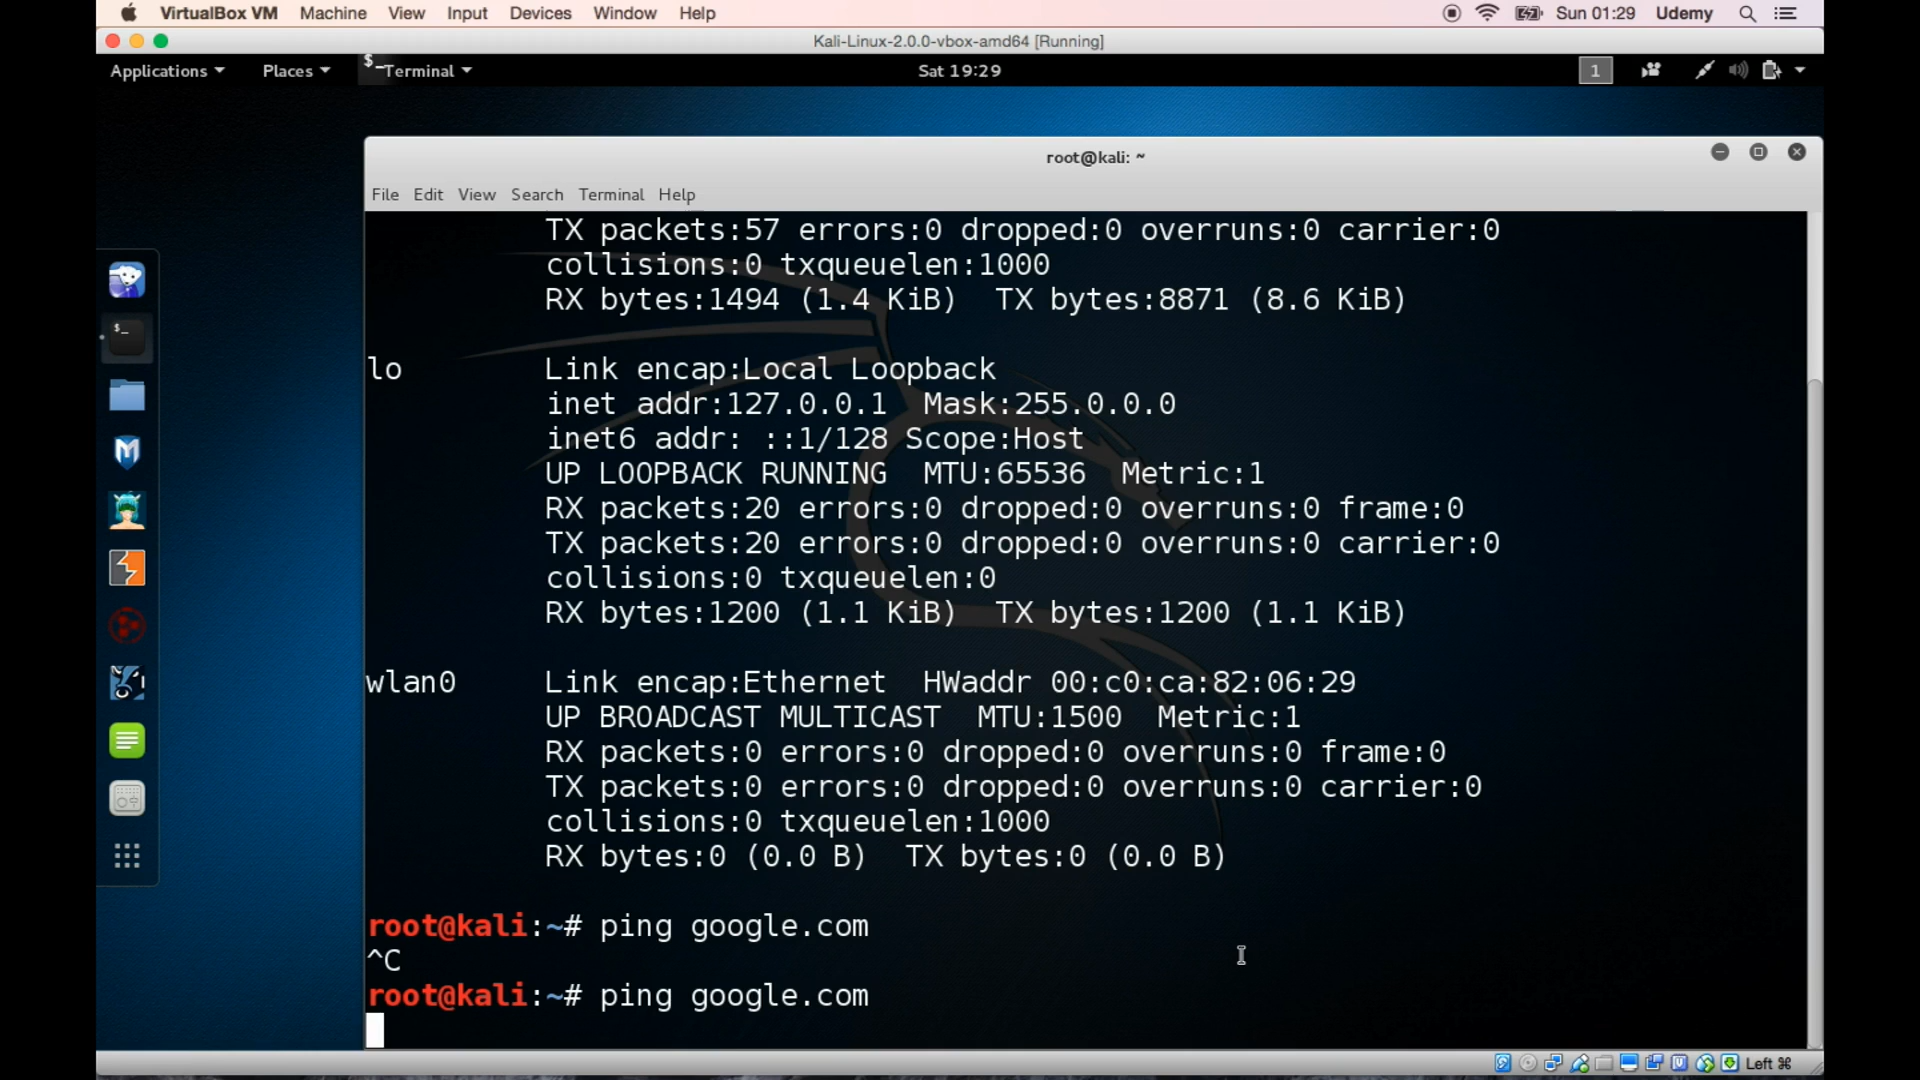 VirtualBox VM Machine View Input Devices Window Help Sun 01:29 Udemy
Kali-Linux-2.0.0-vbox-amd64 [Running]
Applications Places $_ Terminal Sat 19:29 1
root@kali: ~
File Edit View Search Terminal Help
TX packets:57 errors:0 dropped:0 overruns:0 carrier:0
collisions:0 txqueuelen:1000
RX bytes:1494 (1.4 KiB)  TX bytes:8871 (8.6 KiB)
lo Link encap:Local Loopback
inet addr:127.0.0.1  Mask:255.0.0.0
inet6 addr: ::1/128 Scope:Host
UP LOOPBACK RUNNING  MTU:65536  Metric:1
RX packets:20 errors:0 dropped:0 overruns:0 frame:0
TX packets:20 errors:0 dropped:0 overruns:0 carrier:0
collisions:0 txqueuelen:0
RX bytes:1200 (1.1 KiB)  TX bytes:1200 (1.1 KiB)
wlan0 Link encap:Ethernet  HWaddr 00:c0:ca:82:06:29
UP BROADCAST MULTICAST  MTU:1500  Metric:1
RX packets:0 errors:0 dropped:0 overruns:0 frame:0
TX packets:0 errors:0 dropped:0 overruns:0 carrier:0
collisions:0 txqueuelen:1000
RX bytes:0 (0.0 B)  TX bytes:0 (0.0 B)
root@kali:~# ping google.com
^C
root@kali:~# ping google.com
Left ⌘